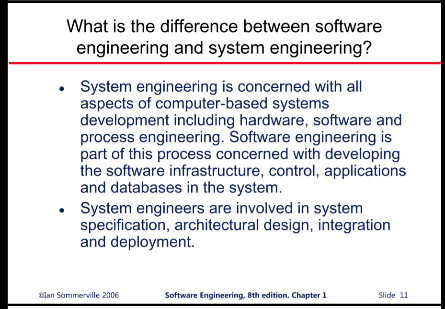 What is the difference between software
engineering and system engineering?
• System engineering is concerned with all
aspects of computer-based systems
development including hardware, software and
process engineering. Software engineering is
part of this process concerned with developing
the software infrastructure, control, applications
and databases in the system.
• System engineers are involved in system
specification, architectural design, integration
and deployment.
©Ian Sommerville 2006 Software Engineering, 8th edition. Chapter 1 Slide 11